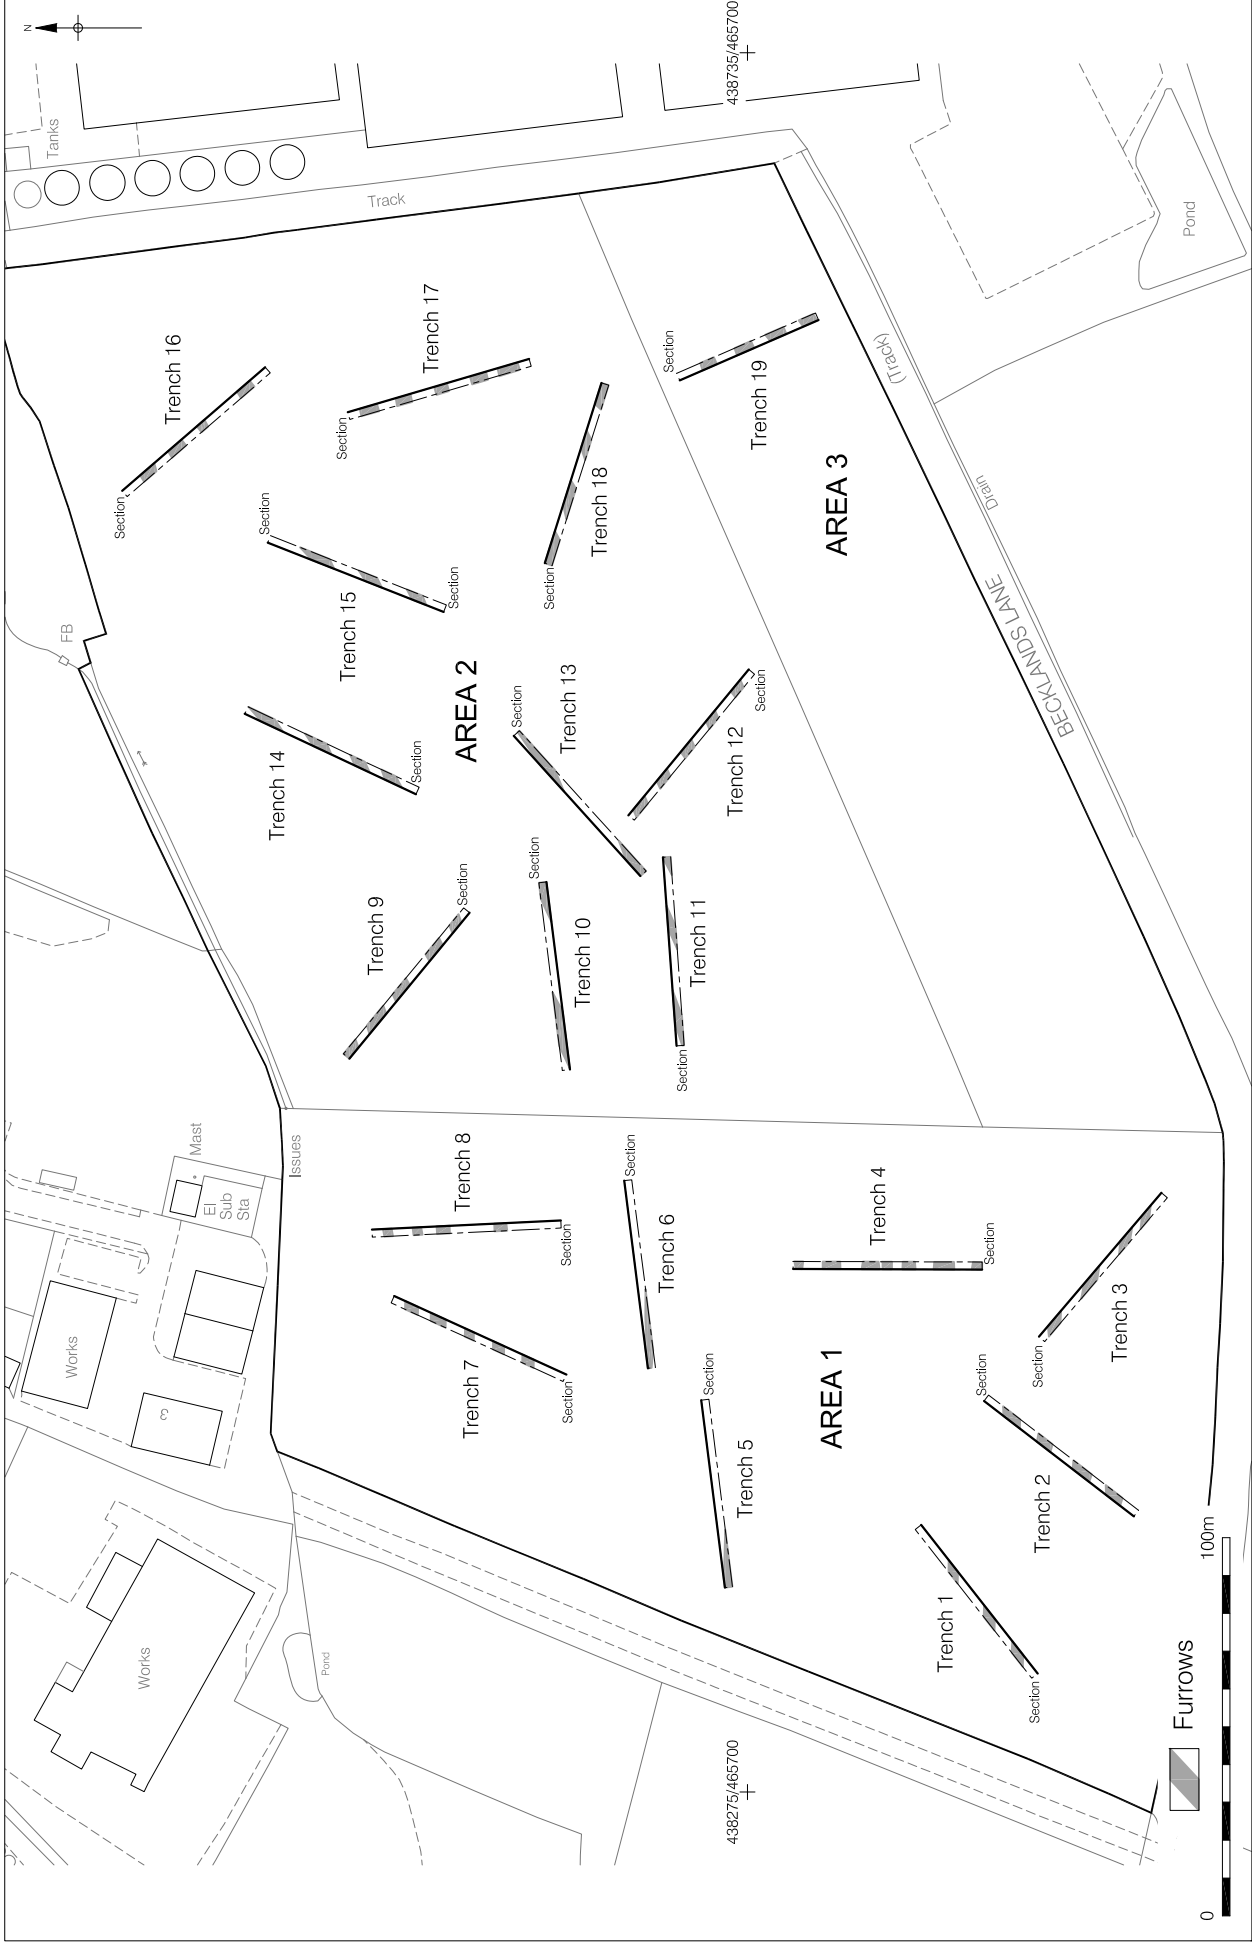 N
Tanks
438735/465700
Track
Pond
Trench 16
Trench 17
Section
Section
Section
Trench 19
(Track)
Section
Trench 18
AREA 3
Section
Drain
Trench 15
Section
FB
BECKLANDS LANE
AREA 2
Trench 13
Section
Section
Trench 12
Trench 14
Section
Trench 9
Section
Section
Trench 10
Trench 11
Section
Mast
El
Sub
Sta
Issues
Trench 8
Section
Section
Trench 6
Trench 4
Section
Works
3
Trench 7
Section
Section
Trench 5
AREA 1
Section
Section
Trench 3
Trench 2
Trench 1
Section
Works
Pond
438275/465700
Furrows
0
100m